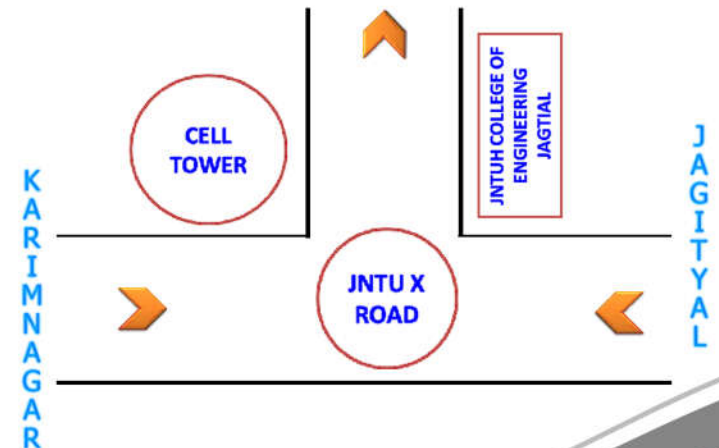 CELL
TOWER
JNTUH COLLEGE OF
ENGINEERING
JAGTIAL
KARIMNAGAR
JNTU X
ROAD
JAGITYAL